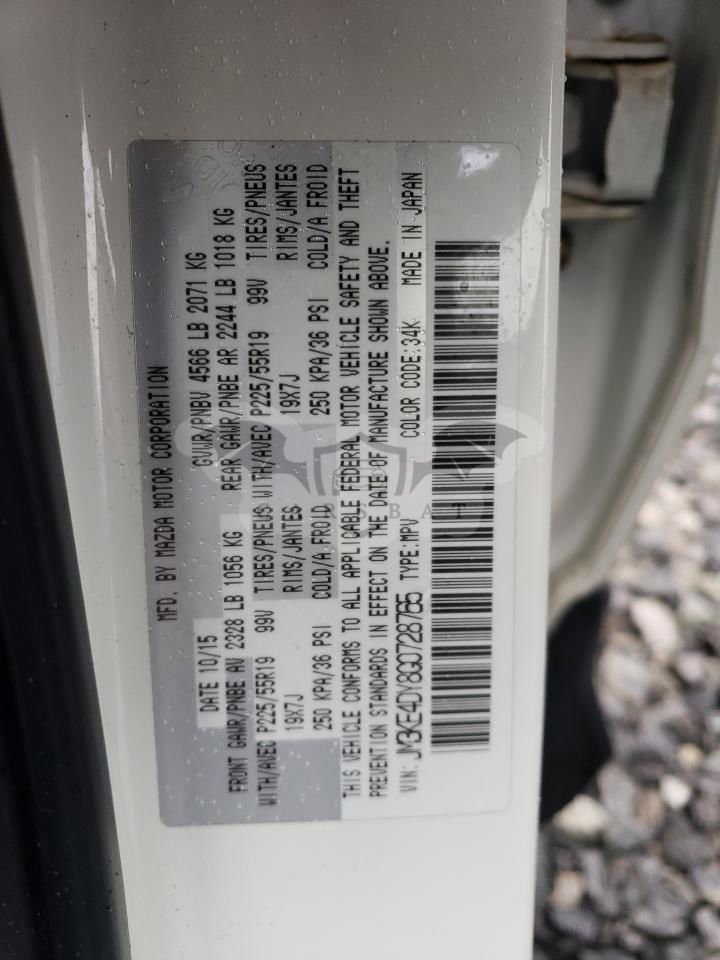 MFD. BY MAZDA MOTOR CORPORATION
DATE 10/15 GVWR/PNBV 4566 LB 2071 KG
FRONT GAWR/PNBE AV 2328 LB 1056 KG REAR GAWR/PNBE AR 2244 LB 1018 KG
WITH/AVEC P225/55R19 99V TIRES/PNEUS WITH/AVEC P225/55R19 99V TIRES/PNEUS
19X7J RIMS/JANTES 19X7J RIMS/JANTES
250 KPA/36 PSI COLD/A FROID 250 KPA/36 PSI COLD/A FROID
THIS VEHICLE CONFORMS TO ALL APPLICABLE FEDERAL MOTOR VEHICLE SAFETY AND THEFT
PREVENTION STANDARDS IN EFFECT ON THE DATE OF MANUFACTURE SHOWN ABOVE.
VIN: JM3KE4DY8G0728765 TYPE:MPV COLOR CODE:34K MADE IN JAPAN